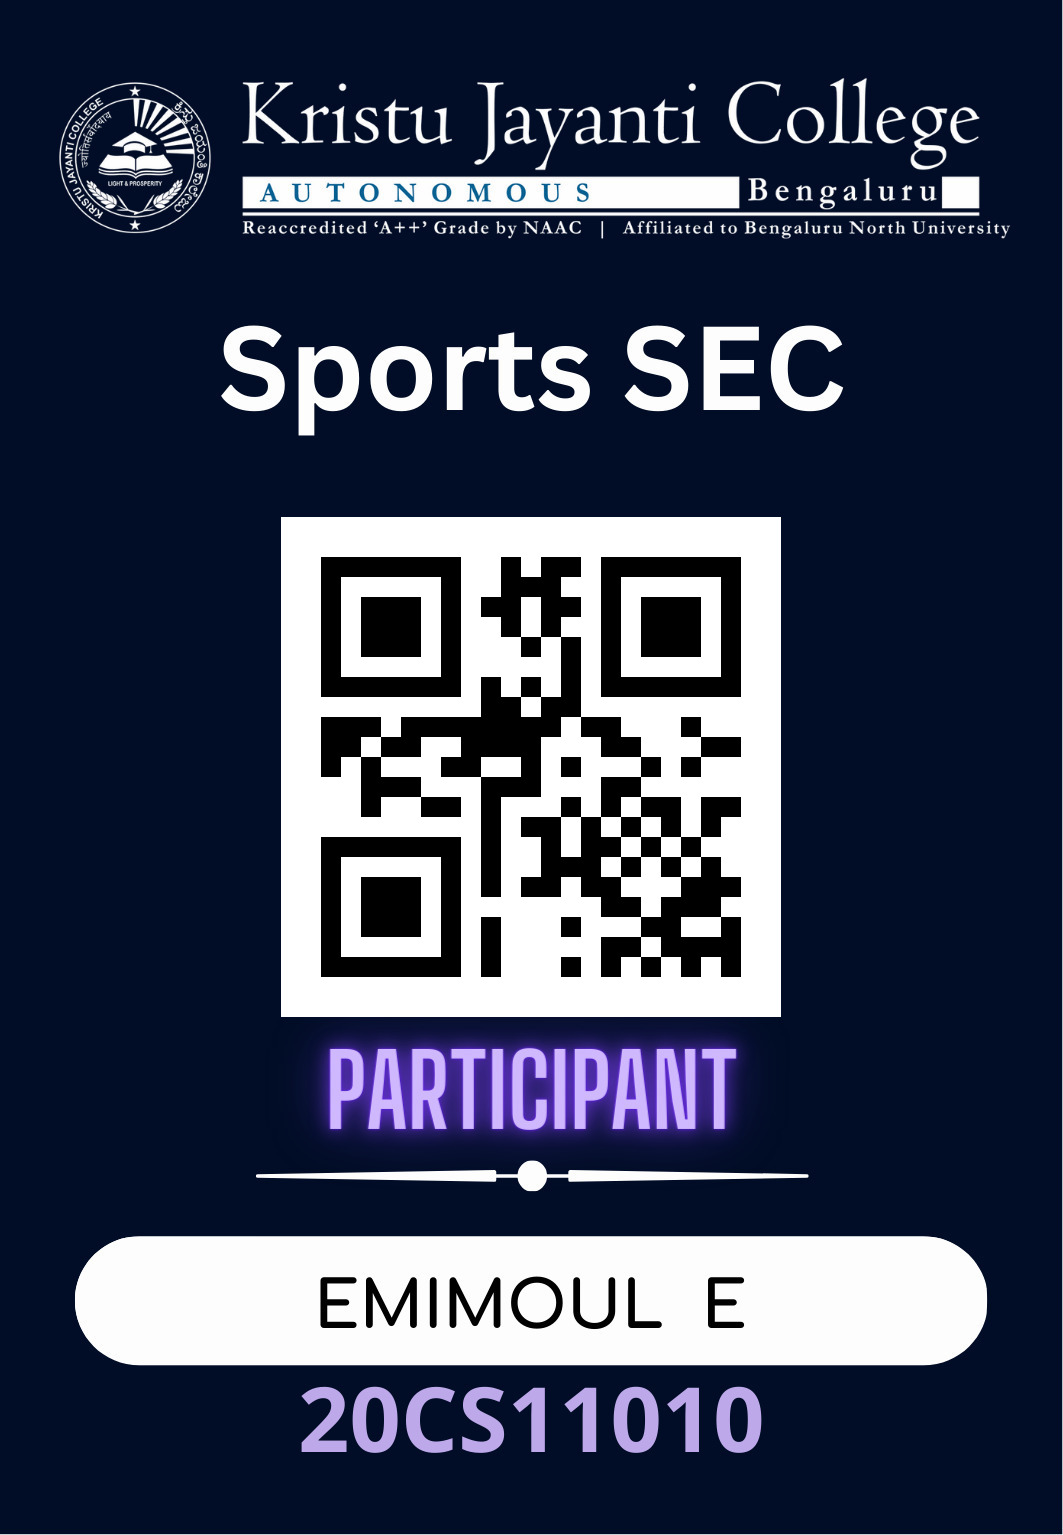 KRISTU JAYANTI COLLEGE
LIGHT & PROSPERITY
Kristu Jayanti College
AUTONOMOUS Bengaluru
Reaccredited ‘A++’ Grade by NAAC | Affiliated to Bengaluru North University
Sports SEC
PARTICIPANT
EMIMOUL E
20CS11010